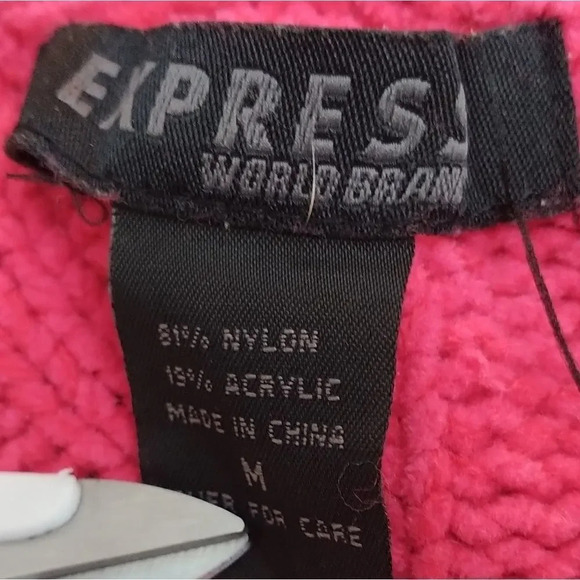 EXPRESS
WORLD BRAN
81% NYLON
19% ACRYLIC
MADE IN CHINA
M
FOR CARE